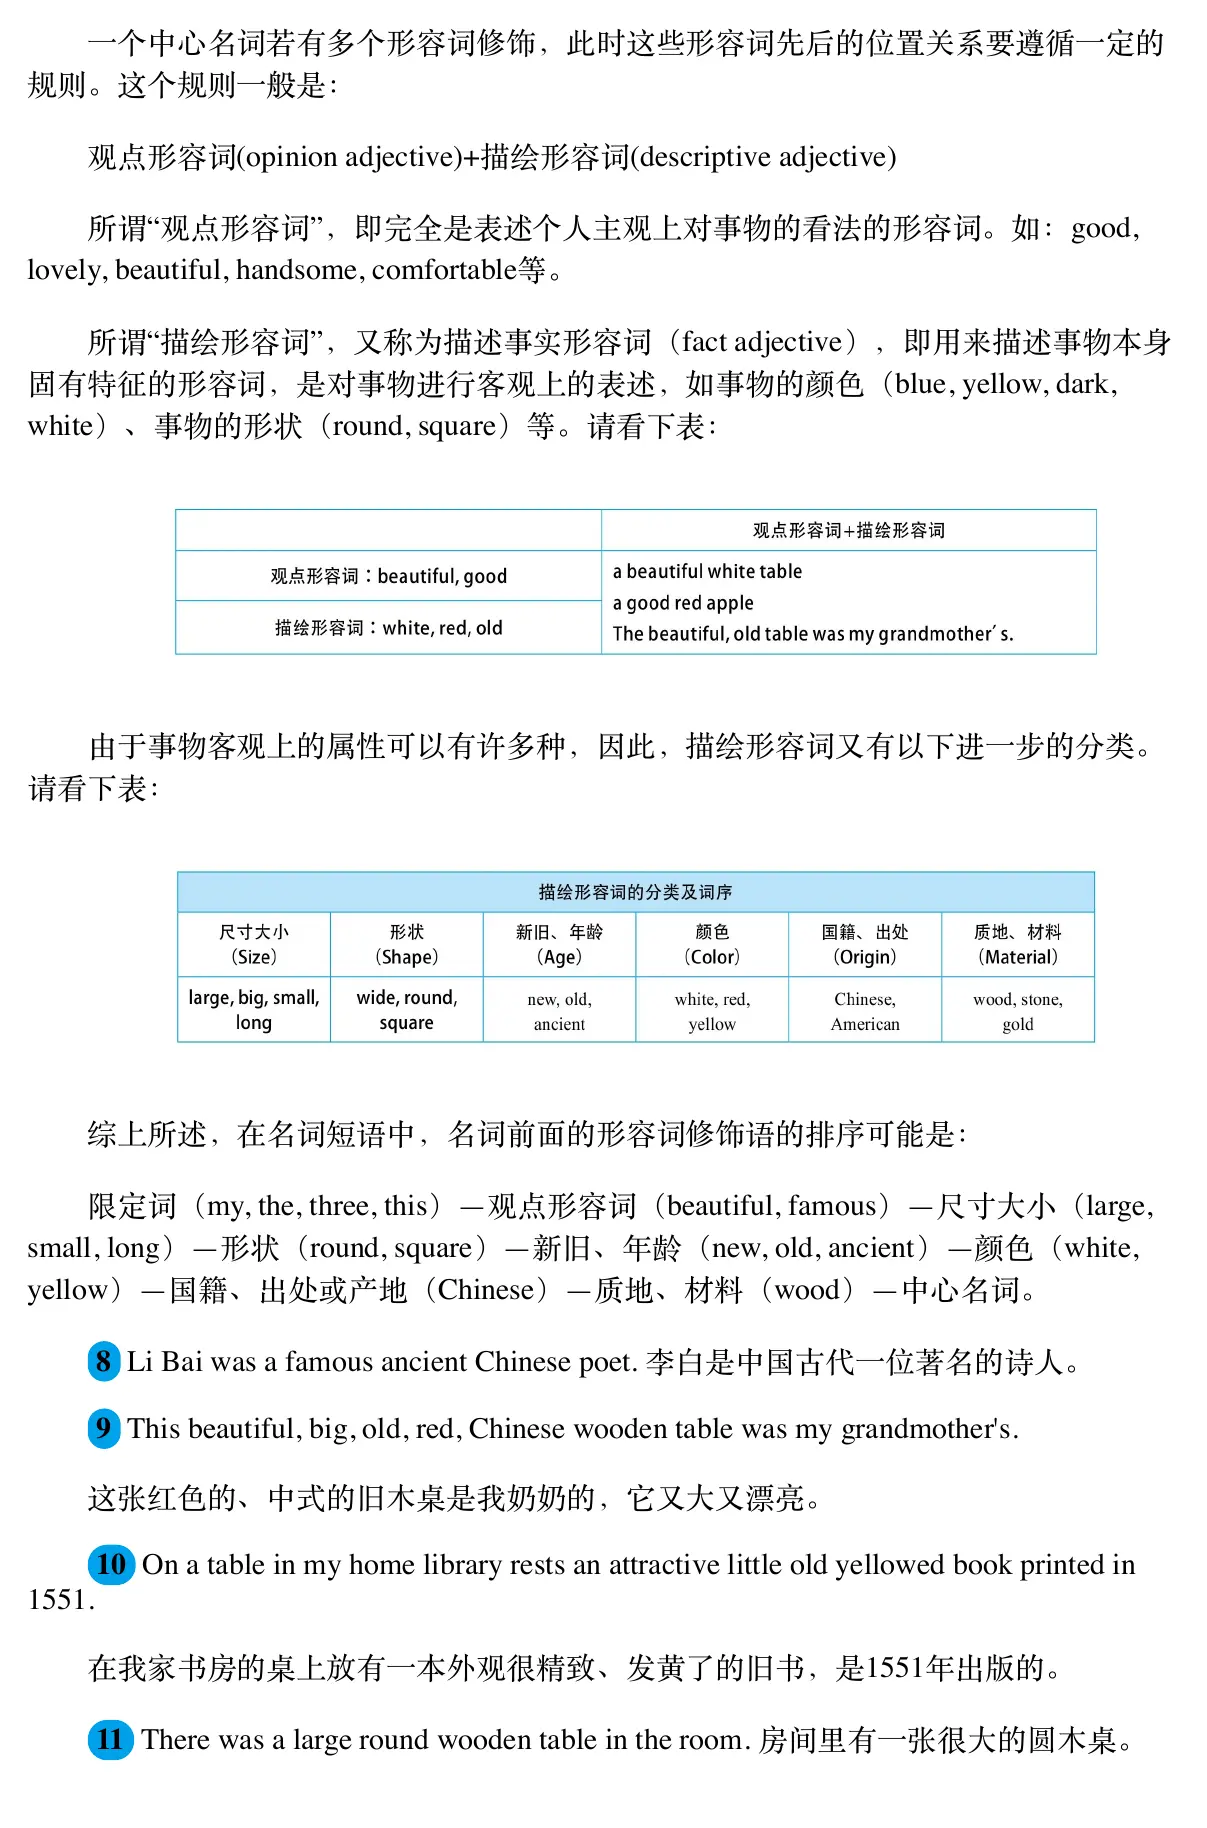 一个中心名词若有多个形容词修饰，此时这些形容词先后的位置关系要遵循一定的
规则。这个规则一般是：
观点形容词(opinion adjective)+描绘形容词(descriptive adjective)
所谓“观点形容词”，即完全是表述个人主观上对事物的看法的形容词。如：good,
lovely, beautiful, handsome, comfortable等。
所谓“描绘形容词”，又称为描述事实形容词（fact adjective），即用来描述事物本身
固有特征的形容词，是对事物进行客观上的表述，如事物的颜色（blue, yellow, dark,
white）、事物的形状（round, square）等。请看下表：
观点形容词+描绘形容词
观点形容词：beautiful, good
描绘形容词：white, red, old
a beautiful white table
a good red apple
The beautiful, old table was my grandmother′s.
由于事物客观上的属性可以有许多种，因此，描绘形容词又有以下进一步的分类。
请看下表：
描绘形容词的分类及词序
尺寸大小 形状 新旧、年龄 颜色 国籍、出处 质地、材料
（Size） （Shape） （Age） （Color） （Origin） （Material）
large, big, small, wide, round, new, old, white, red, Chinese, wood, stone,
long square ancient yellow American gold
综上所述，在名词短语中，名词前面的形容词修饰语的排序可能是：
限定词（my, the, three, this）—观点形容词（beautiful, famous）—尺寸大小（large,
small, long）—形状（round, square）—新旧、年龄（new, old, ancient）—颜色（white,
yellow）—国籍、出处或产地（Chinese）—质地、材料（wood）—中心名词。
8 Li Bai was a famous ancient Chinese poet. 李白是中国古代一位著名的诗人。
9 This beautiful, big, old, red, Chinese wooden table was my grandmother's.
这张红色的、中式的旧木桌是我奶奶的，它又大又漂亮。
10 On a table in my home library rests an attractive little old yellowed book printed in
1551.
在我家书房的桌上放有一本外观很精致、发黄了的旧书，是1551年出版的。
11 There was a large round wooden table in the room. 房间里有一张很大的圆木桌。